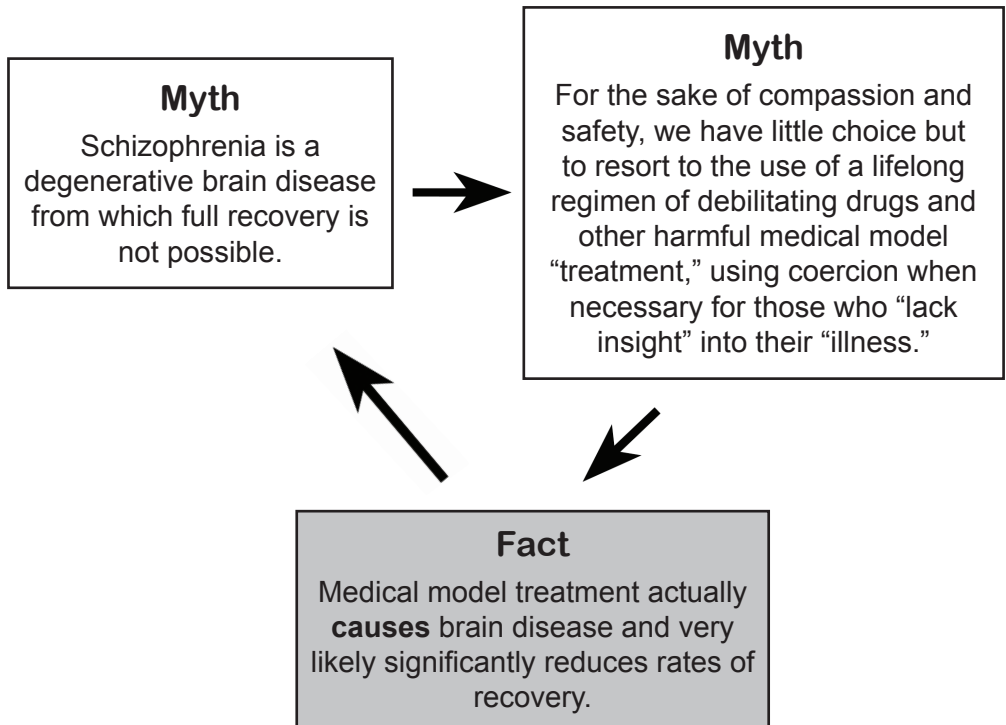 Myth
Schizophrenia is a
degenerative brain disease
from which full recovery is
not possible.
Myth
For the sake of compassion and
safety, we have little choice but
to resort to the use of a lifelong
regimen of debilitating drugs and
other harmful medical model
“treatment,” using coercion when
necessary for those who “lack
insight” into their “illness.”
Fact
Medical model treatment actually
causes brain disease and very
likely significantly reduces rates of
recovery.